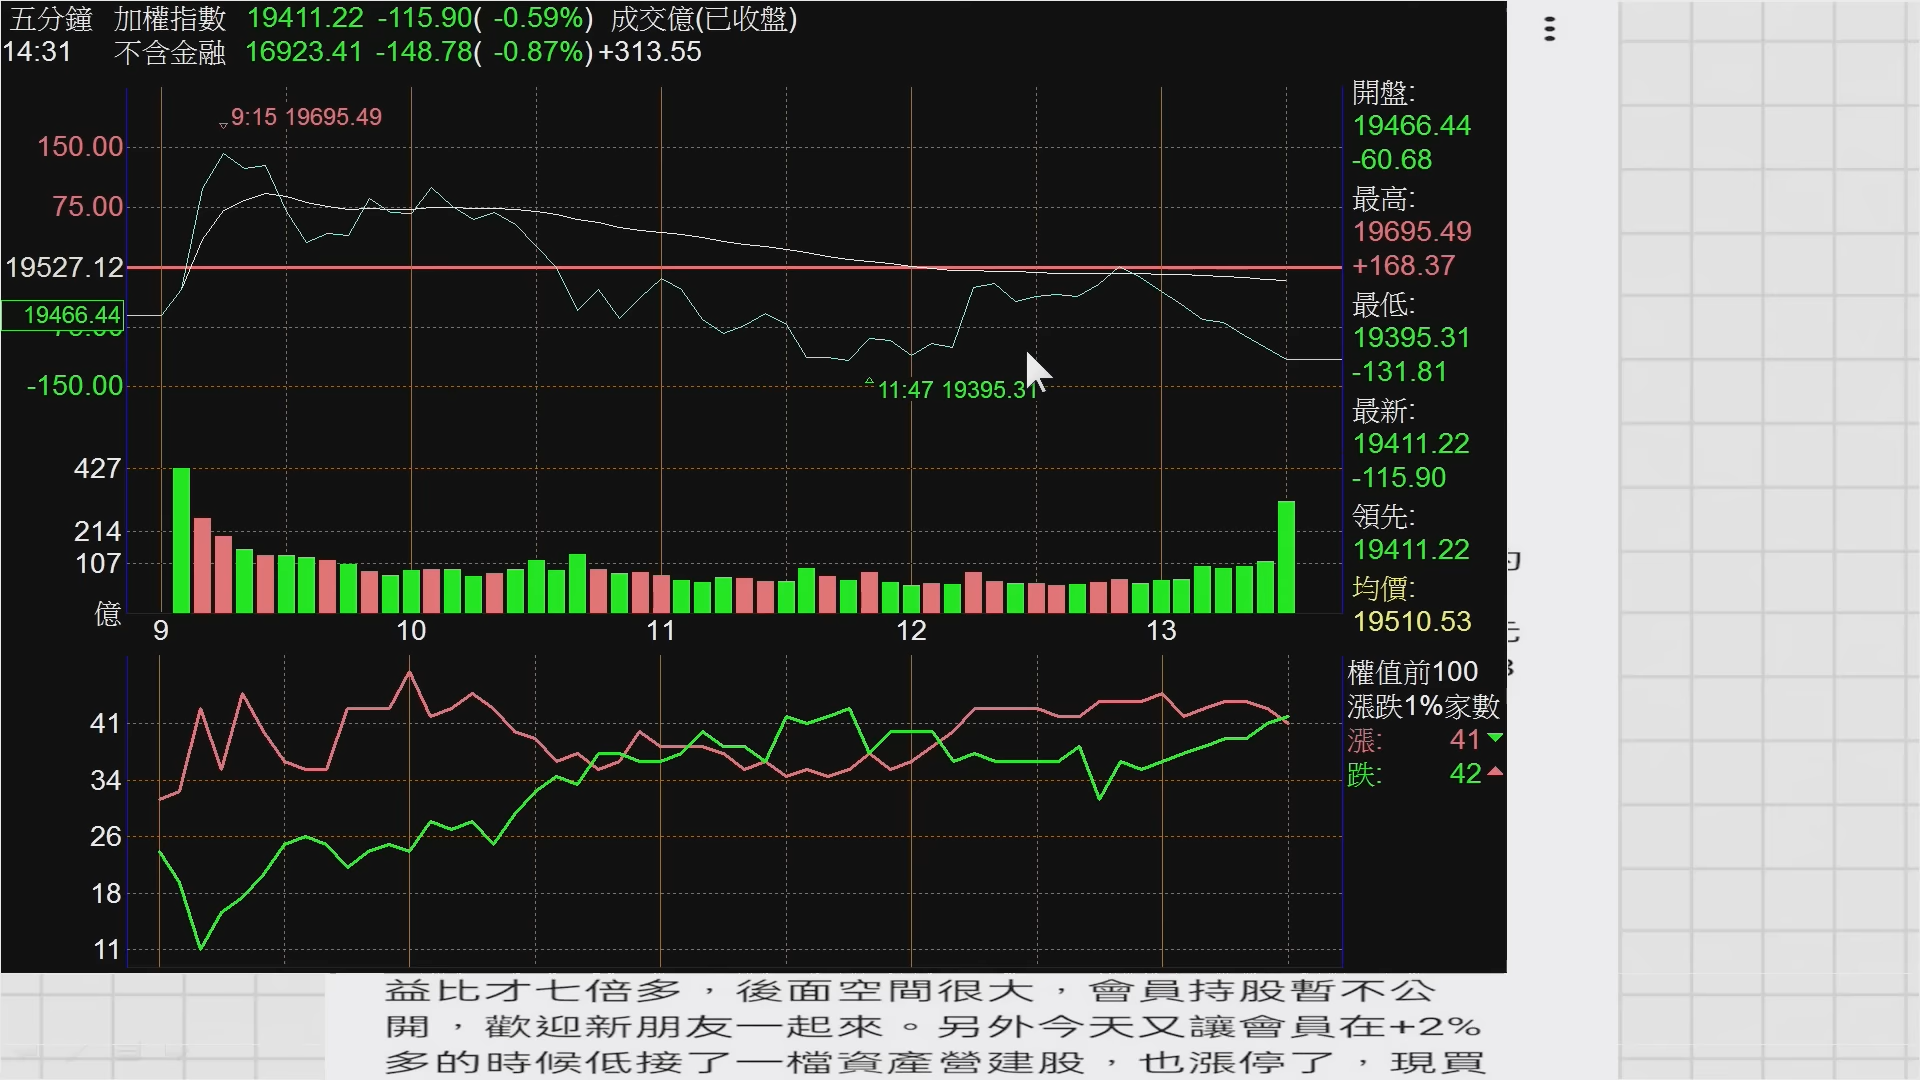 五分鐘 加權指數 19411.22 -115.90( -0.59%) 成交億(已收盤)
14:31 不含金融 16923.41 -148.78( -0.87%) +313.55
9:15 19695.49
150.00
75.00
19527.12
19466.44
-150.00
11:47 19395.31
427
214
107
億
9 10 11 12 13
41
34
26
18
11
開盤:
19466.44
-60.68
最高:
19695.49
+168.37
最低:
19395.31
-131.81
最新:
19411.22
-115.90
領先:
19411.22
均價:
19510.53
權值前100
漲跌1%家數
漲: 41
跌: 42
益比才七倍多，後面空間很大，會員持股暫不公
開，歡迎新朋友一起來。另外今天又讓會員在+2%
多的時候低接了一檔資產營建股，也漲停了，現買